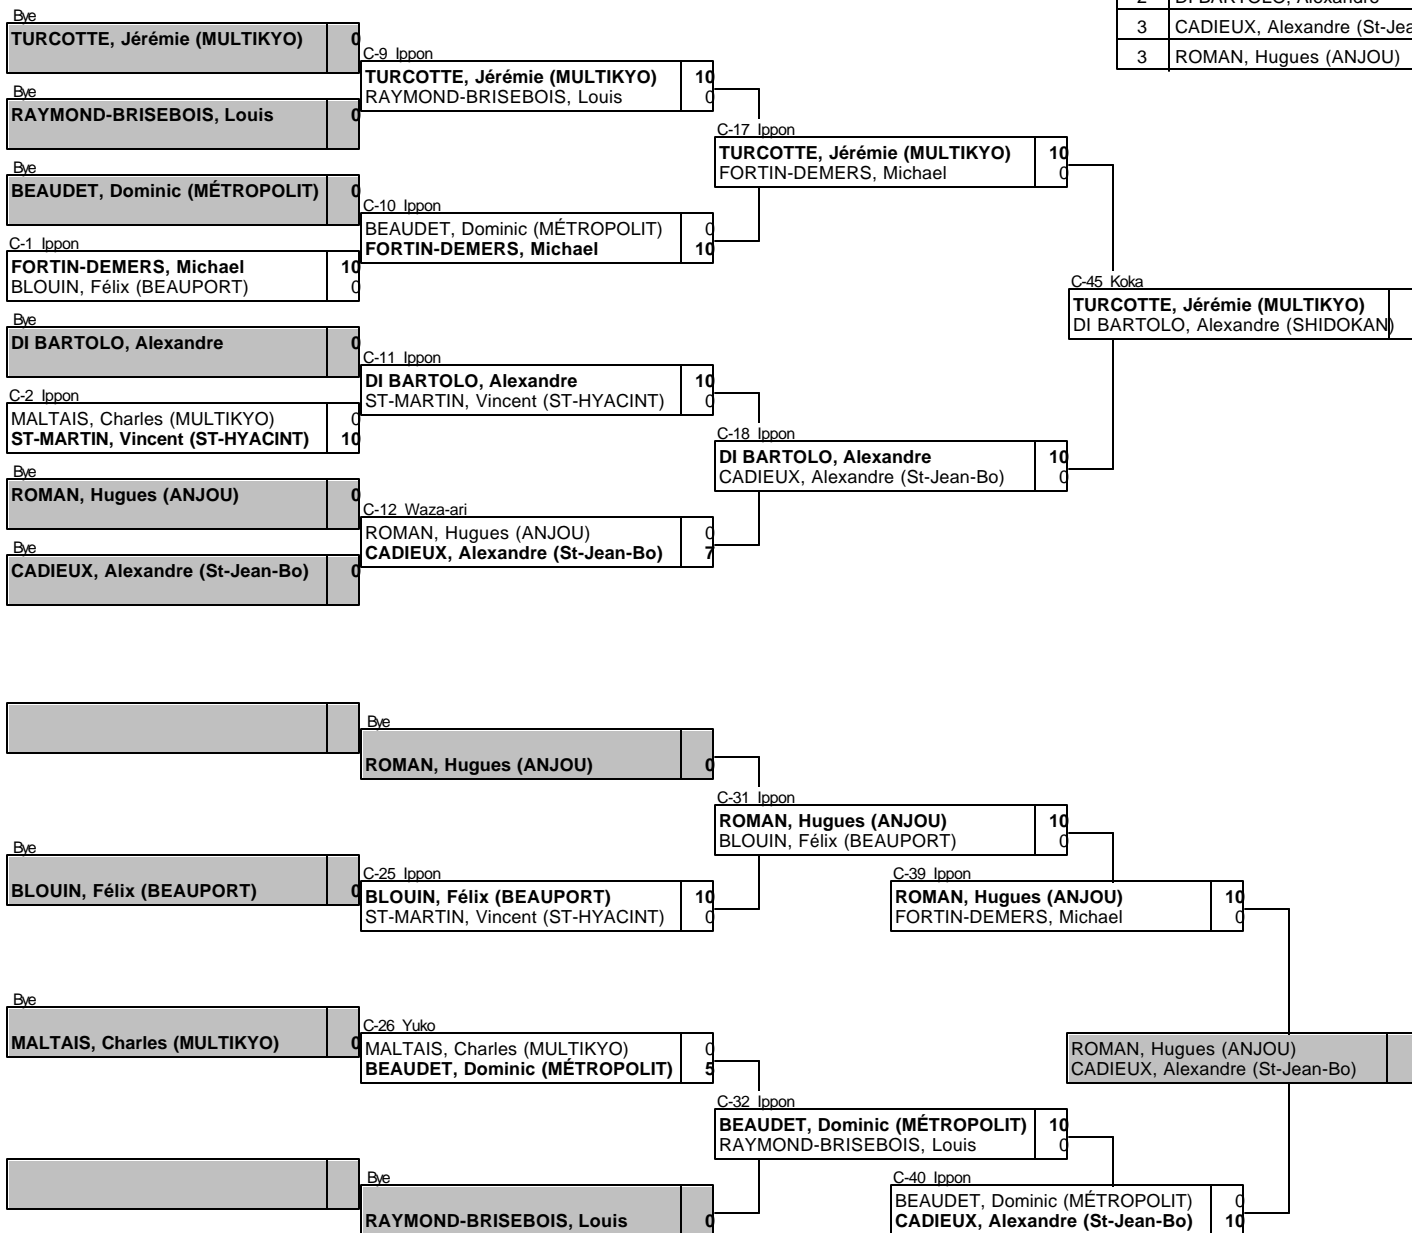 Bye
TURCOTTE, Jérémie (MULTIKYO) 0
Bye
RAYMOND-BRISEBOIS, Louis 0
Bye
BEAUDET, Dominic (MÉTROPOLIT) 0
C-1 Ippon
FORTIN-DEMERS, Michael 10
BLOUIN, Félix (BEAUPORT) 0
Bye
DI BARTOLO, Alexandre 0
C-2 Ippon
MALTAIS, Charles (MULTIKYO) 0
ST-MARTIN, Vincent (ST-HYACINT) 10
Bye
ROMAN, Hugues (ANJOU) 0
Bye
CADIEUX, Alexandre (St-Jean-Bo) 0
C-9 Ippon
TURCOTTE, Jérémie (MULTIKYO) 10
RAYMOND-BRISEBOIS, Louis 0
C-10 Ippon
BEAUDET, Dominic (MÉTROPOLIT) 0
FORTIN-DEMERS, Michael 10
C-11 Ippon
DI BARTOLO, Alexandre 10
ST-MARTIN, Vincent (ST-HYACINT) 0
C-12 Waza-ari
ROMAN, Hugues (ANJOU) 0
CADIEUX, Alexandre (St-Jean-Bo) 7
C-17 Ippon
TURCOTTE, Jérémie (MULTIKYO) 10
FORTIN-DEMERS, Michael 0
C-18 Ippon
DI BARTOLO, Alexandre 10
CADIEUX, Alexandre (St-Jean-Bo) 0
C-45 Koka
TURCOTTE, Jérémie (MULTIKYO)
DI BARTOLO, Alexandre (SHIDOKAN)
2 DI BARTOLO, Alexandre
3 CADIEUX, Alexandre (St-Jea
3 ROMAN, Hugues (ANJOU)
Bye
ROMAN, Hugues (ANJOU) 0
Bye
BLOUIN, Félix (BEAUPORT) 0
C-25 Ippon
BLOUIN, Félix (BEAUPORT) 10
ST-MARTIN, Vincent (ST-HYACINT) 0
C-31 Ippon
ROMAN, Hugues (ANJOU) 10
BLOUIN, Félix (BEAUPORT) 0
C-39 Ippon
ROMAN, Hugues (ANJOU) 10
FORTIN-DEMERS, Michael 0
Bye
MALTAIS, Charles (MULTIKYO) 0
C-26 Yuko
MALTAIS, Charles (MULTIKYO) 0
BEAUDET, Dominic (MÉTROPOLIT) 5
ROMAN, Hugues (ANJOU)
CADIEUX, Alexandre (St-Jean-Bo)
C-32 Ippon
BEAUDET, Dominic (MÉTROPOLIT) 10
RAYMOND-BRISEBOIS, Louis 0
Bye
RAYMOND-BRISEBOIS, Louis 0
C-40 Ippon
BEAUDET, Dominic (MÉTROPOLIT) 0
CADIEUX, Alexandre (St-Jean-Bo) 10